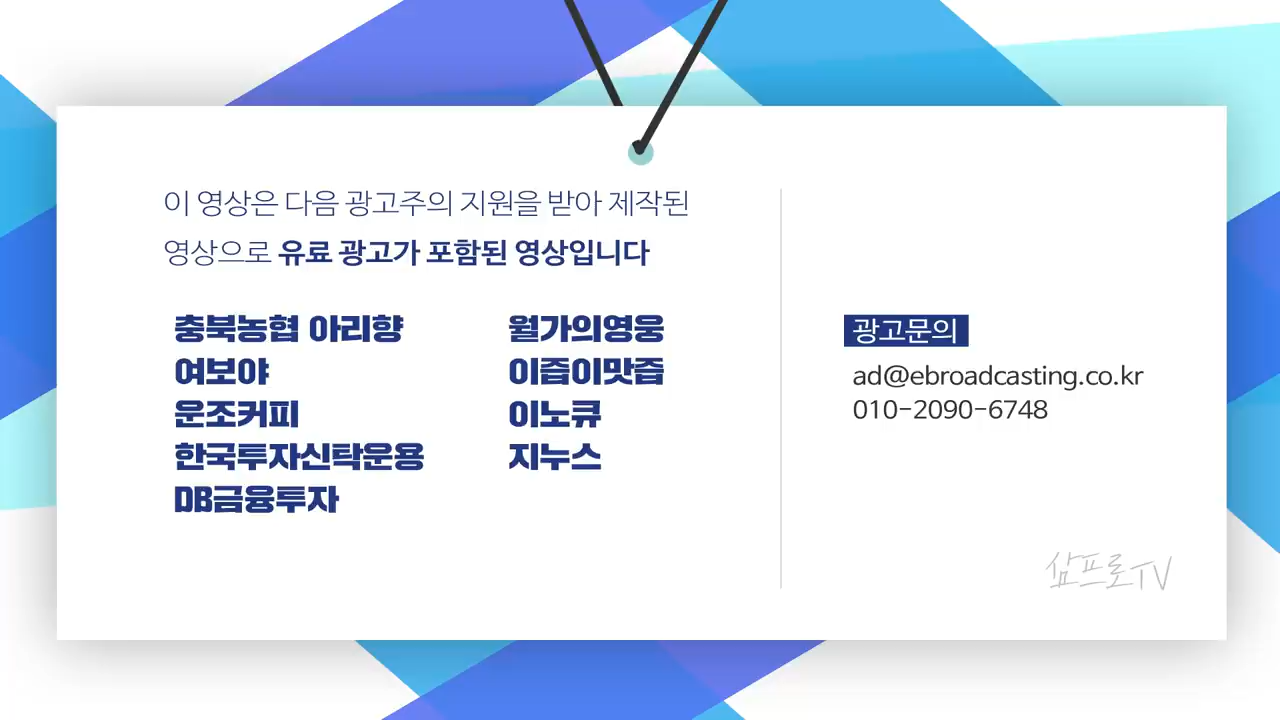 이 영상은 다음 광고주의 지원을 받아 제작된
영상으로 유료 광고가 포함된 영상입니다
충북농협 아리향
여보야
운조커피
한국투자신탁운용
DB금융투자
월가의영웅
이즙이맛즙
이노큐
지누스
광고문의
ad@ebroadcasting.co.kr
010-2090-6748
삼프로TV